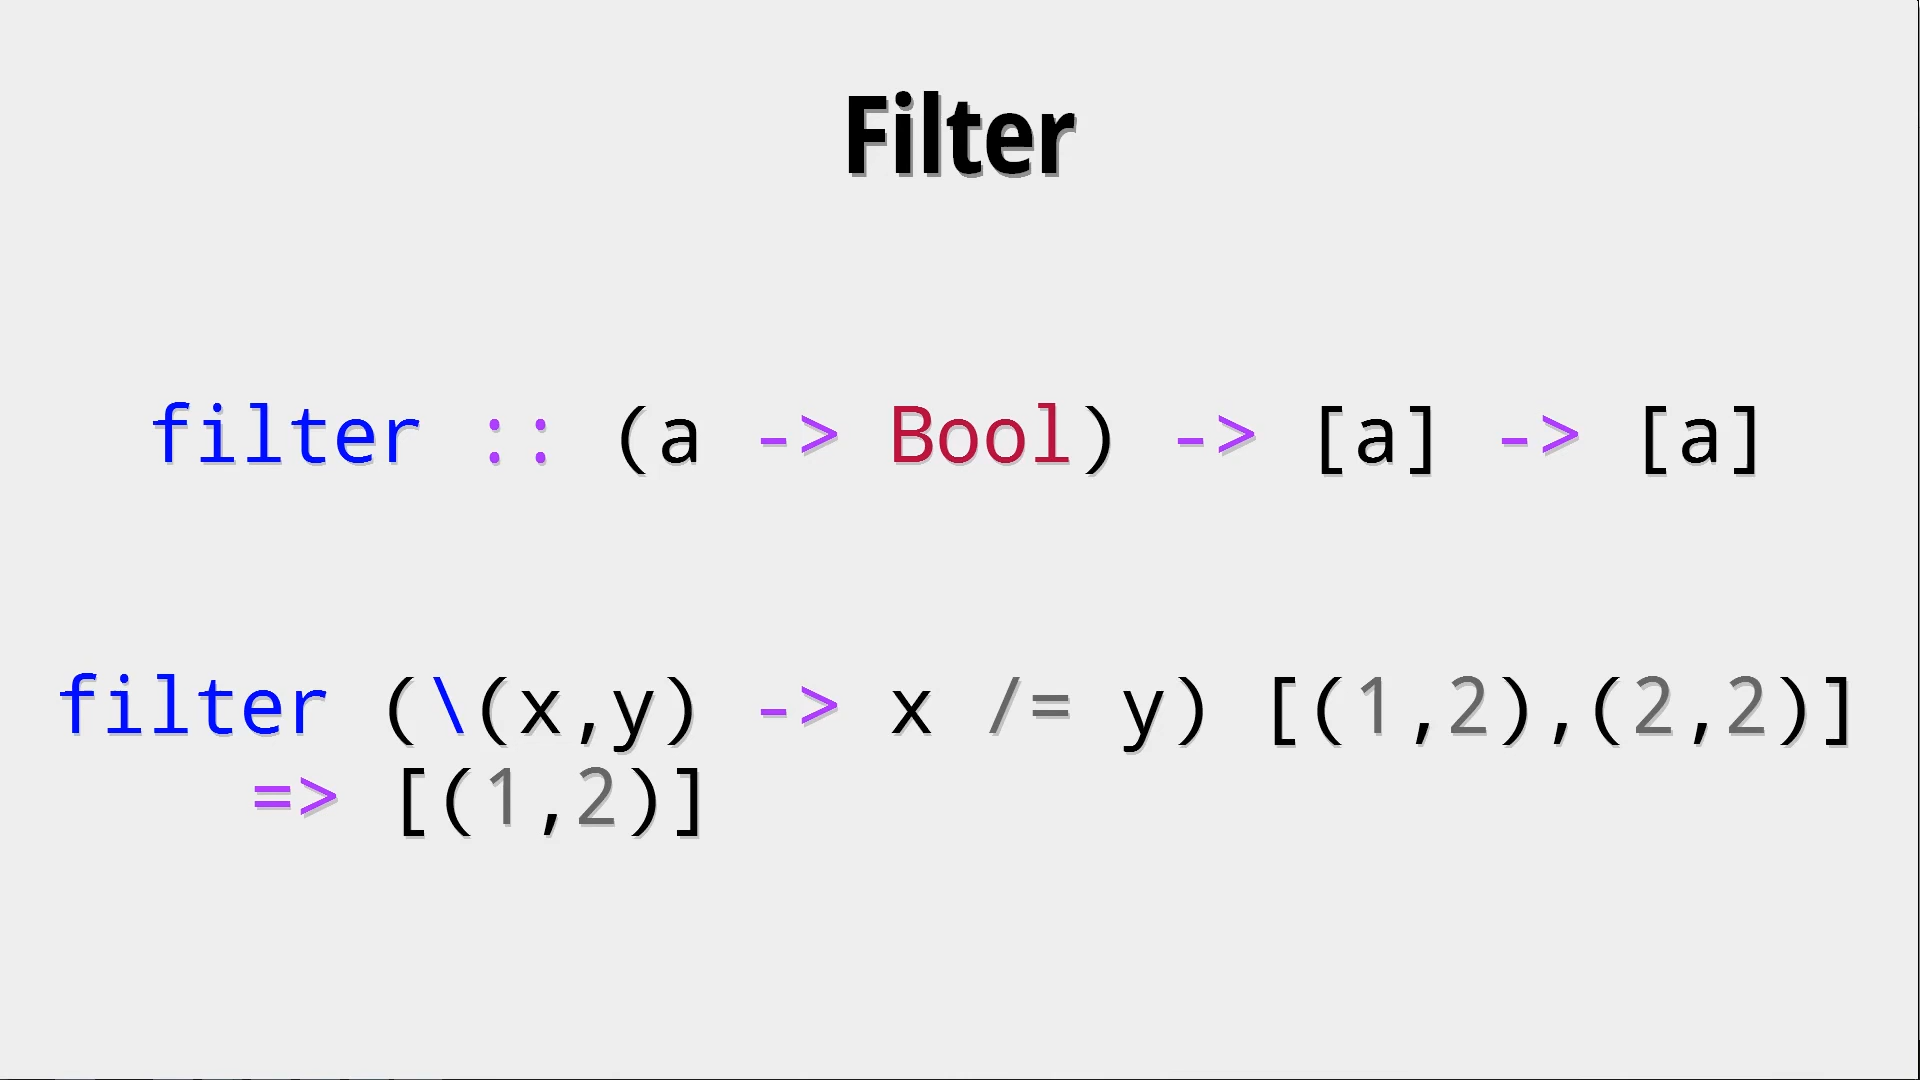 Filter
filter :: (a -> Bool) -> [a] -> [a]
filter (\(x,y) -> x /= y) [(1,2),(2,2)]
=> [(1,2)]